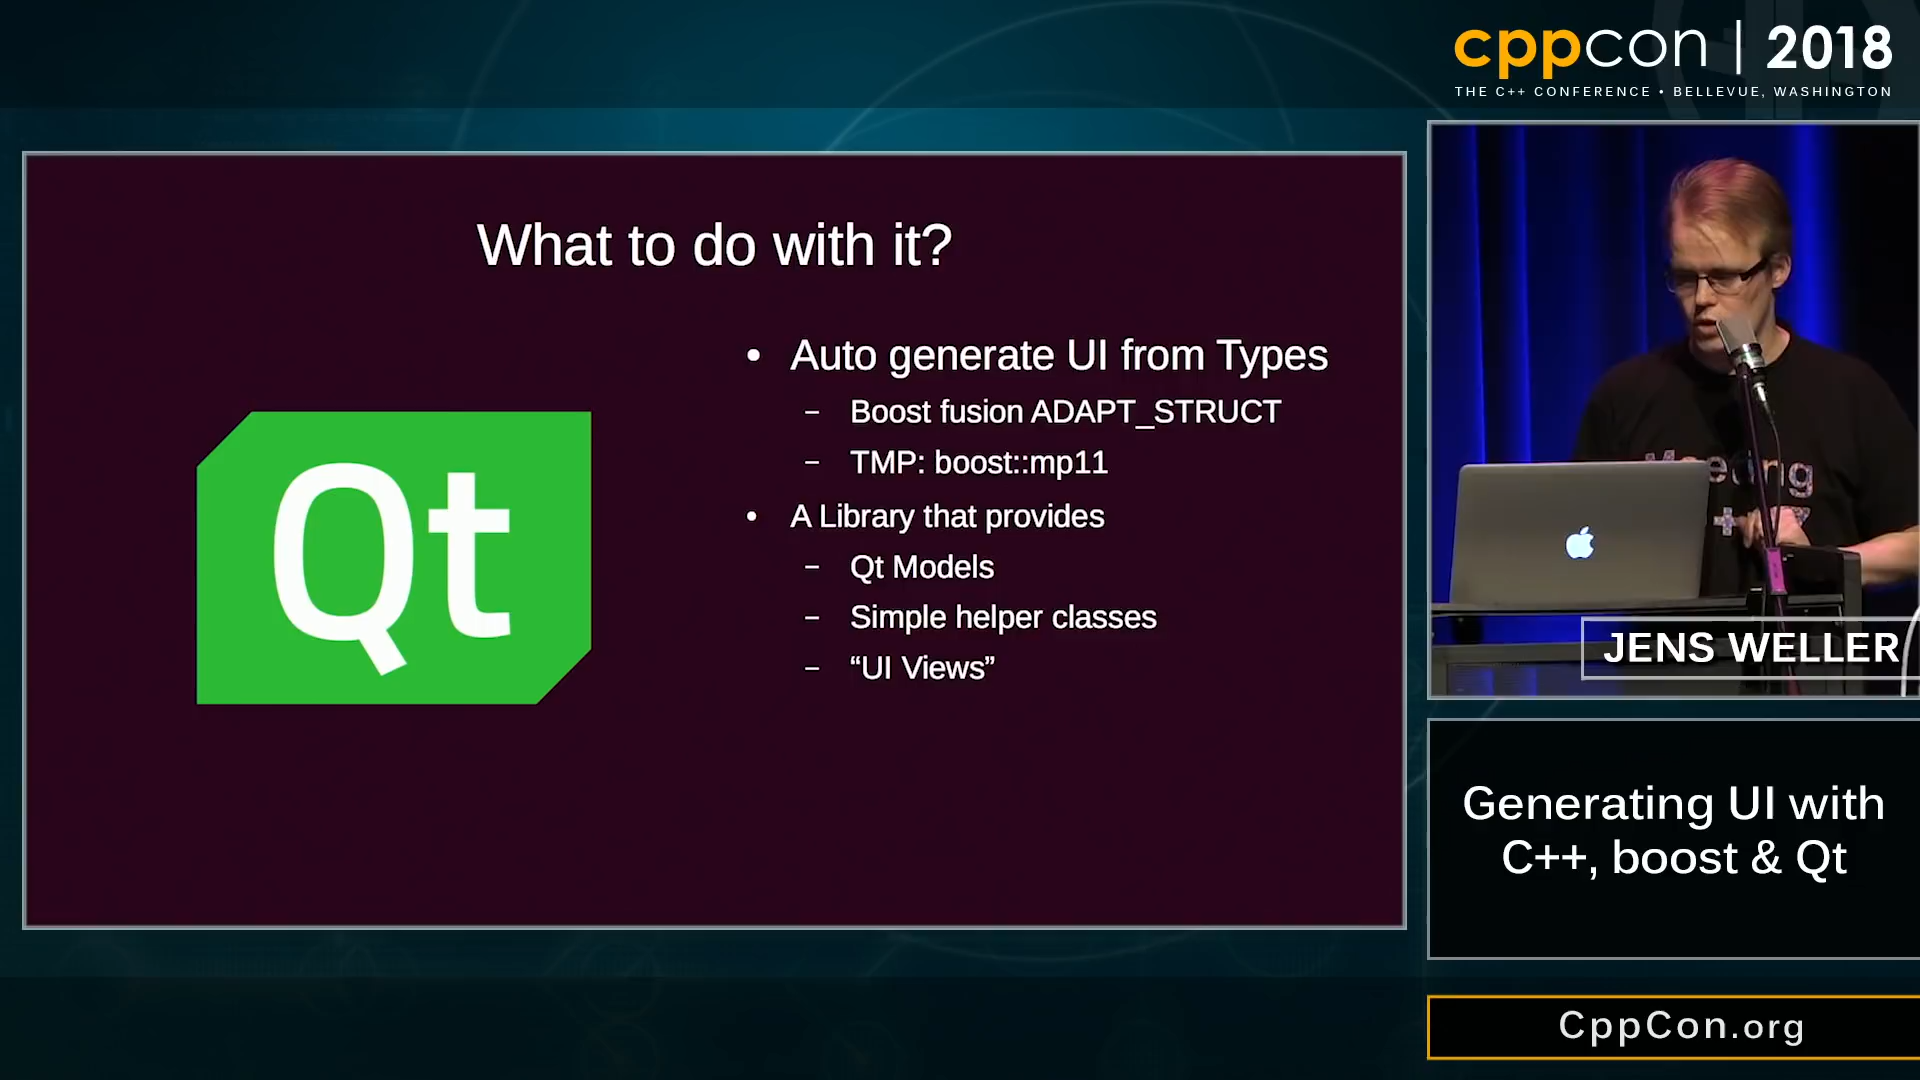 cppcon | 2018
THE C++ CONFERENCE • BELLEVUE, WASHINGTON
What to do with it?
• Auto generate UI from Types
– Boost fusion ADAPT_STRUCT
– TMP: boost::mp11
• A Library that provides
– Qt Models
– Simple helper classes
– “UI Views”
Qt
Meeting
JENS WELLER
Generating UI with
C++, boost & Qt
CppCon.org